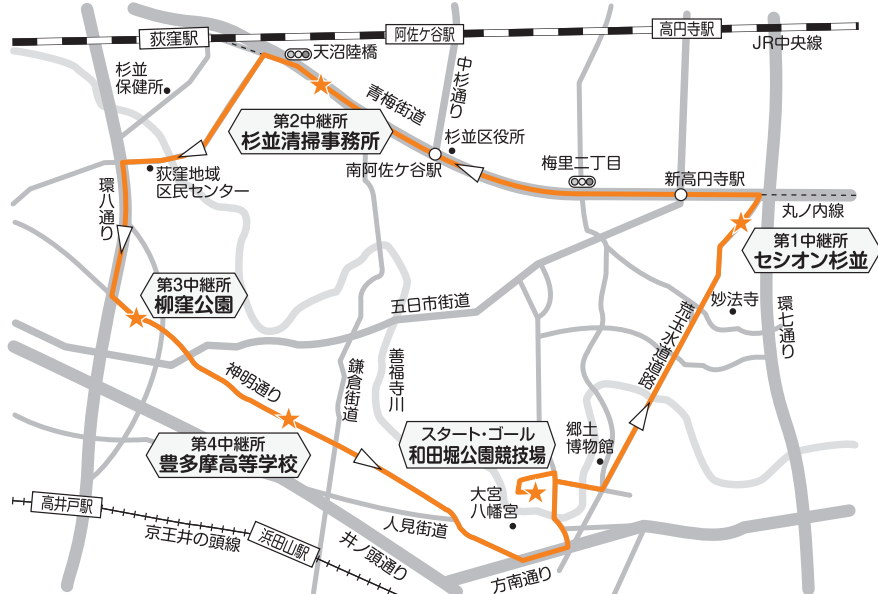 荻窪駅
阿佐ケ谷駅
高円寺駅
JR中央線
天沼陸橋
杉並
保健所
中杉通り
青梅街道
第2中継所
杉並清掃事務所
杉並区役所
南阿佐ケ谷駅
梅里二丁目
新高円寺駅
荻窪地域
区民センター
丸ノ内線
環八通り
第1中継所
セシオン杉並
第3中継所
柳窪公園
五日市街道
妙法寺
環七通り
荒玉水道道路
神明通り
鎌倉街道
善福寺川
第4中継所
豊多摩高等学校
スタート・ゴール
和田堀公園競技場
郷土
博物館
大宮
八幡宮
高井戸駅
京王井の頭線
浜田山駅
井ノ頭通り
人見街道
方南通り